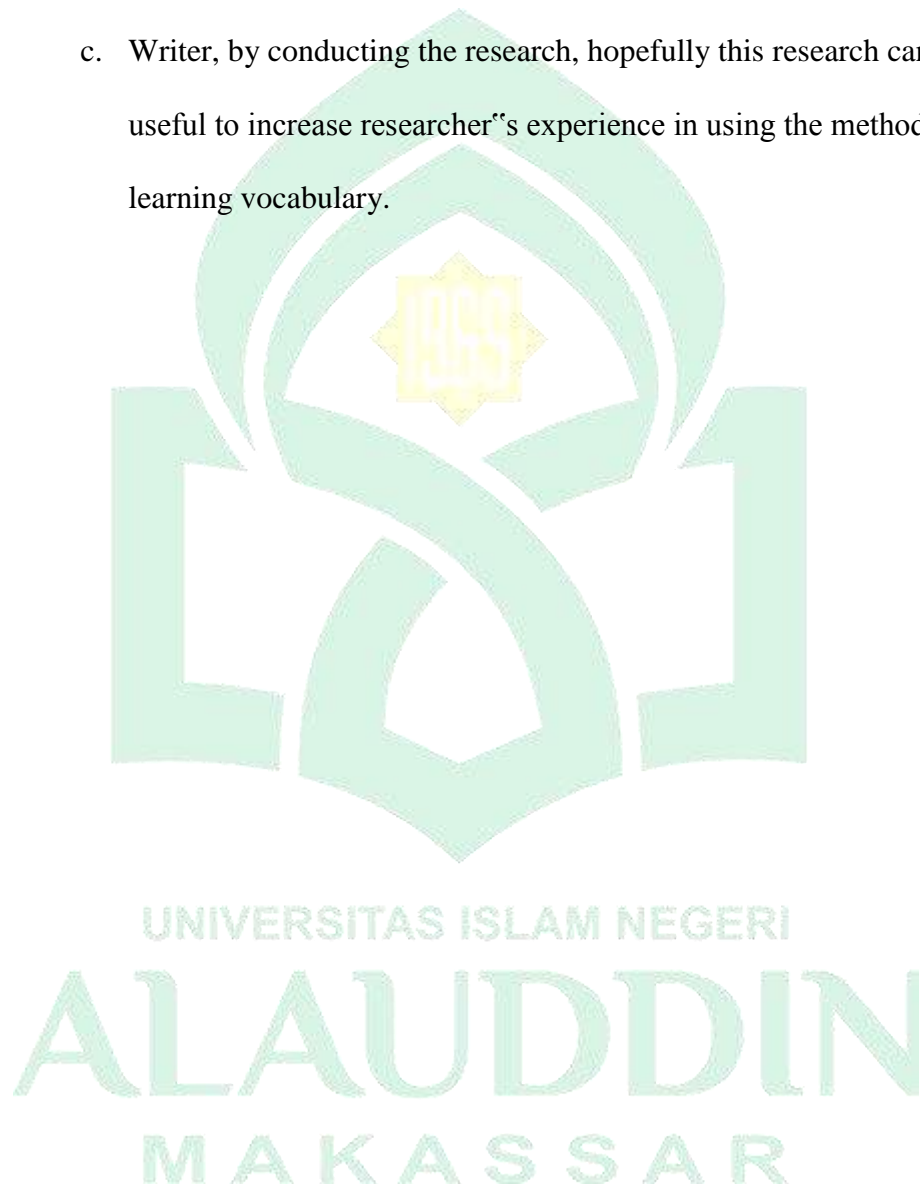 c. Writer, by conducting the research, hopefully this research can
useful to increase researcher‟s experience in using the method
learning vocabulary.
1965
UNIVERSITAS ISLAM NEGERI
ALAUDDIN
MAKASSAR